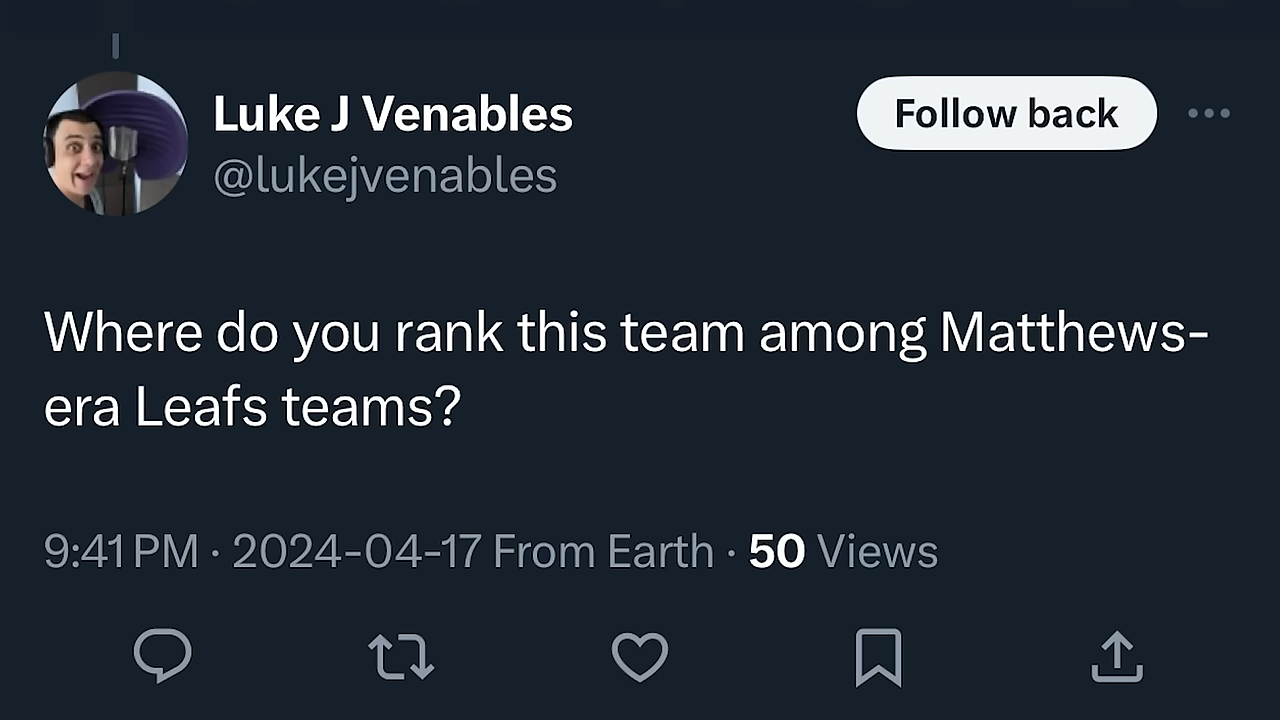 Luke J Venables
Follow back
@lukejvenables
Where do you rank this team among Matthews-
era Leafs teams?
9:41 PM · 2024-04-17 From Earth · 50 Views